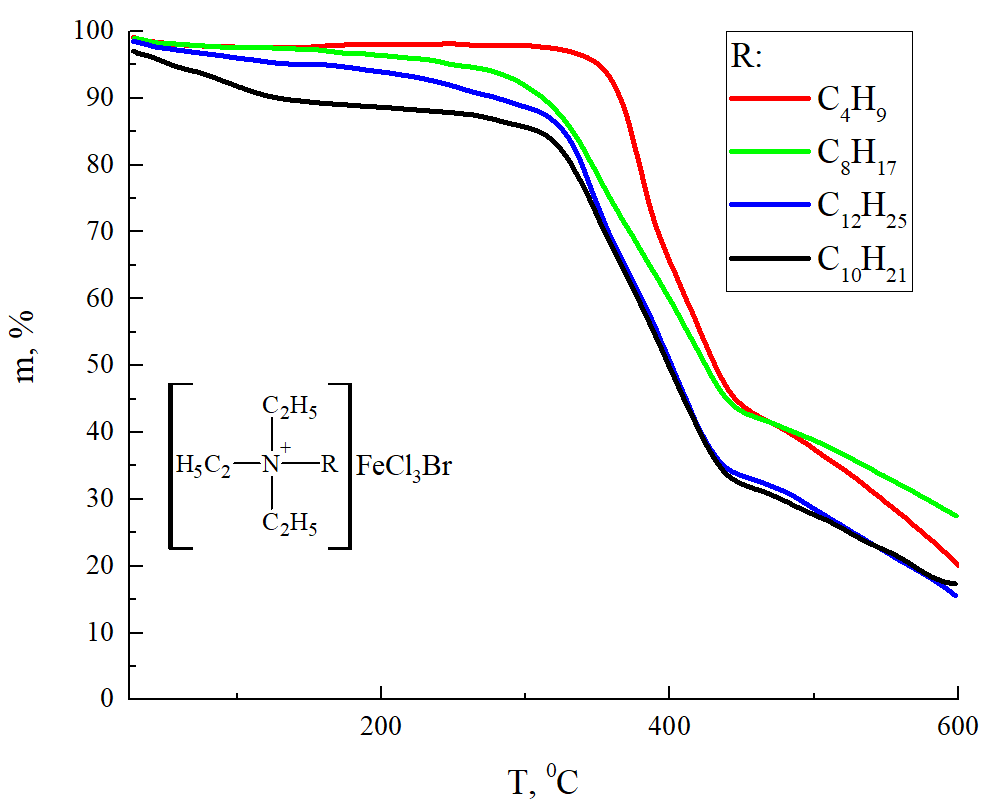 100
90
80
70
60
50
40
30
20
10
0
m, %
200 400 600
T, ⁰C
R:
C₄H₉
C₈H₁₇
C₁₂H₂₅
C₁₀H₂₁
C₂H₅
H₅C₂ N⁺ R FeCl₃Br
C₂H₅